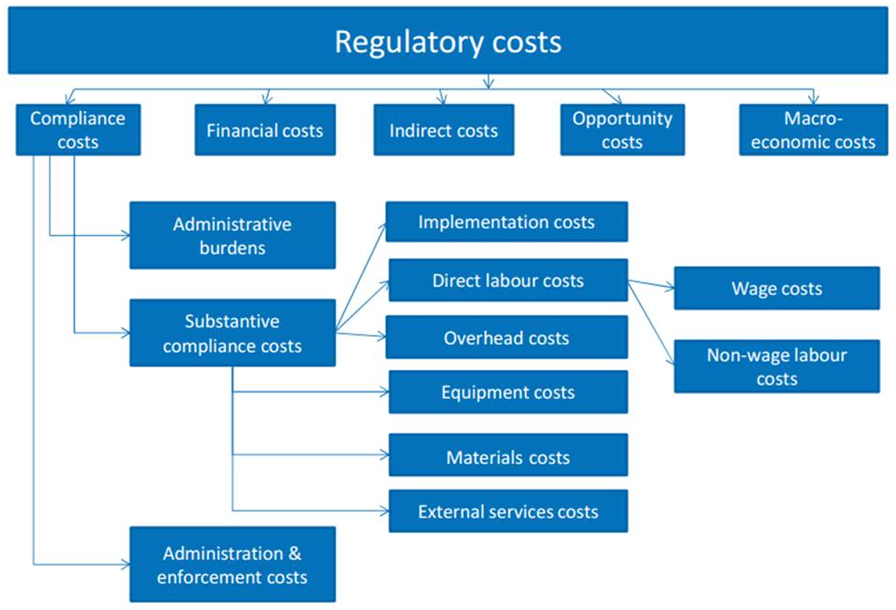 Regulatory costs
Compliance
costs
Financial costs
Indirect costs
Opportunity
costs
Macro-
economic costs
Administrative
burdens
Substantive
compliance costs
Administration &
enforcement costs
Implementation costs
Direct labour costs
Overhead costs
Equipment costs
Materials costs
External services costs
Wage costs
Non-wage labour
costs